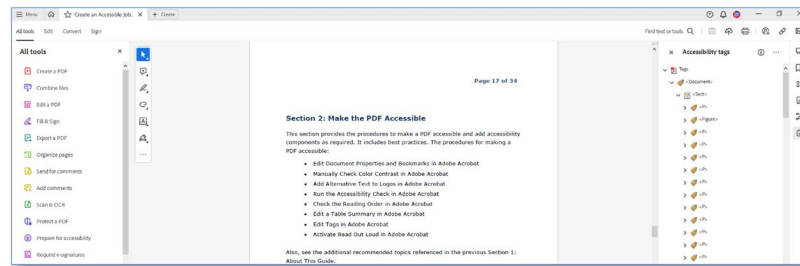 Menu
Create an Accessible Job...
+ Create
All tools Edit Convert Sign
Find text or tools
All tools
Create a PDF
Combine files
Edit a PDF
Fill & Sign
Export a PDF
Organize pages
Send for comments
Add comments
Scan & OCR
Protect a PDF
Prepare for accessibility
Request e-signatures
Page 17 of 34
Section 2: Make the PDF Accessible
This section provides the procedures to make a PDF accessible and add accessibility
components as required. It includes best practices. The procedures for making a
PDF accessible:
• Edit Document Properties and Bookmarks in Adobe Acrobat
• Manually Check Color Contrast in Adobe Acrobat
• Add Alternative Text to Logos in Adobe Acrobat
• Run the Accessibility Check in Adobe Acrobat
• Check the Reading Order in Adobe Acrobat
• Edit a Table Summary in Adobe Acrobat
• Edit Tags in Adobe Acrobat
• Activate Read Out Loud in Adobe Acrobat
Also, see the additional recommended topics referenced in the previous Section 1:
About This Guide.
Accessibility tags
Tags
<Document>
<Sect>
<P>
<Figure>
<P>
<P>
<P>
<P>
<P>
<P>
<P>
<P>
<P>
<P>